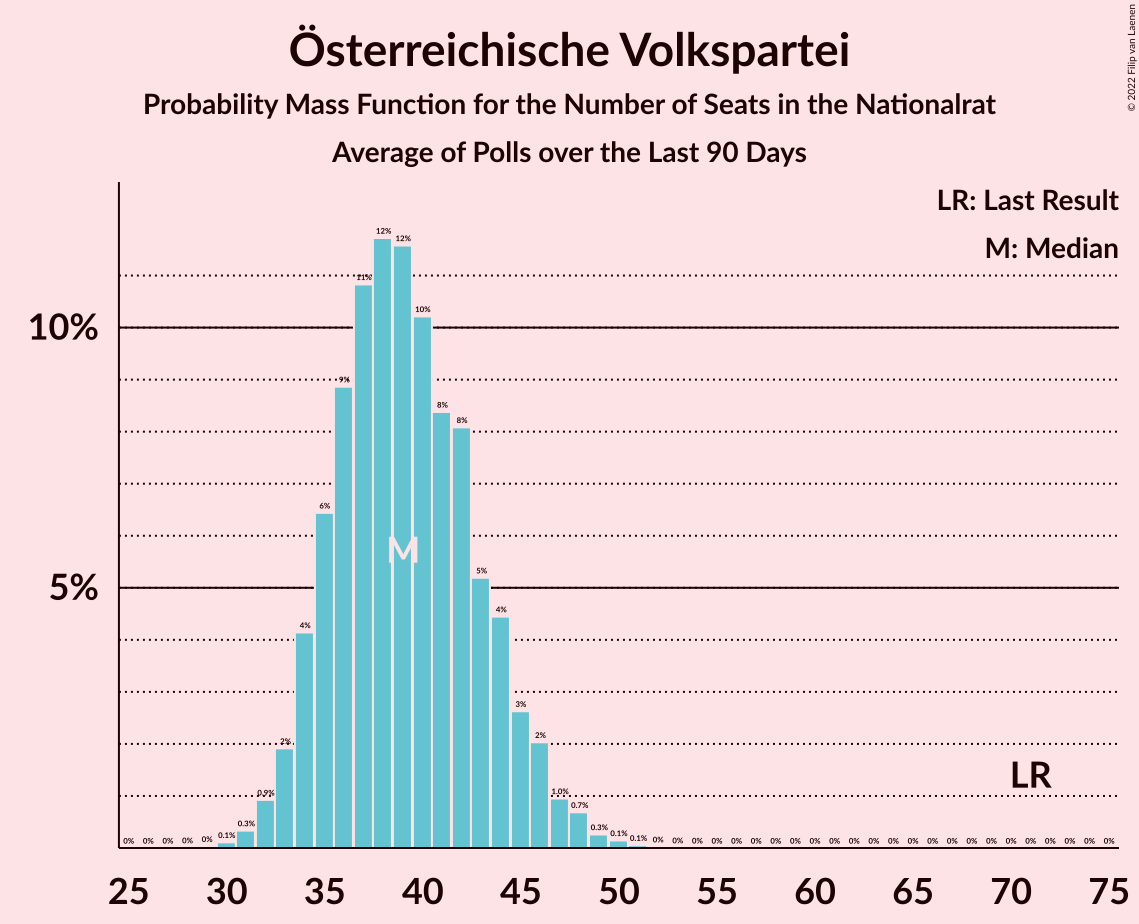 Österreichische Volkspartei
Probability Mass Function for the Number of Seats in the Nationalrat
Average of Polls over the Last 90 Days
© 2022 Filip van Laenen
LR: Last Result
M: Median
10%
5%
0% 0% 0% 0% 0% 0.1% 0.3% 0.9% 2% 4% 6% 9% 11% 12% 12% 10% 8% 8% 5% 4% 3% 2% 1.0% 0.7% 0.3% 0.1% 0.1% 0% 0% 0% 0% 0% 0% 0% 0% 0% 0% 0% 0% 0% 0% 0% 0% 0% 0% 0% 0% 0% 0% 0% 0%
M
LR
25 30 35 40 45 50 55 60 65 70 75